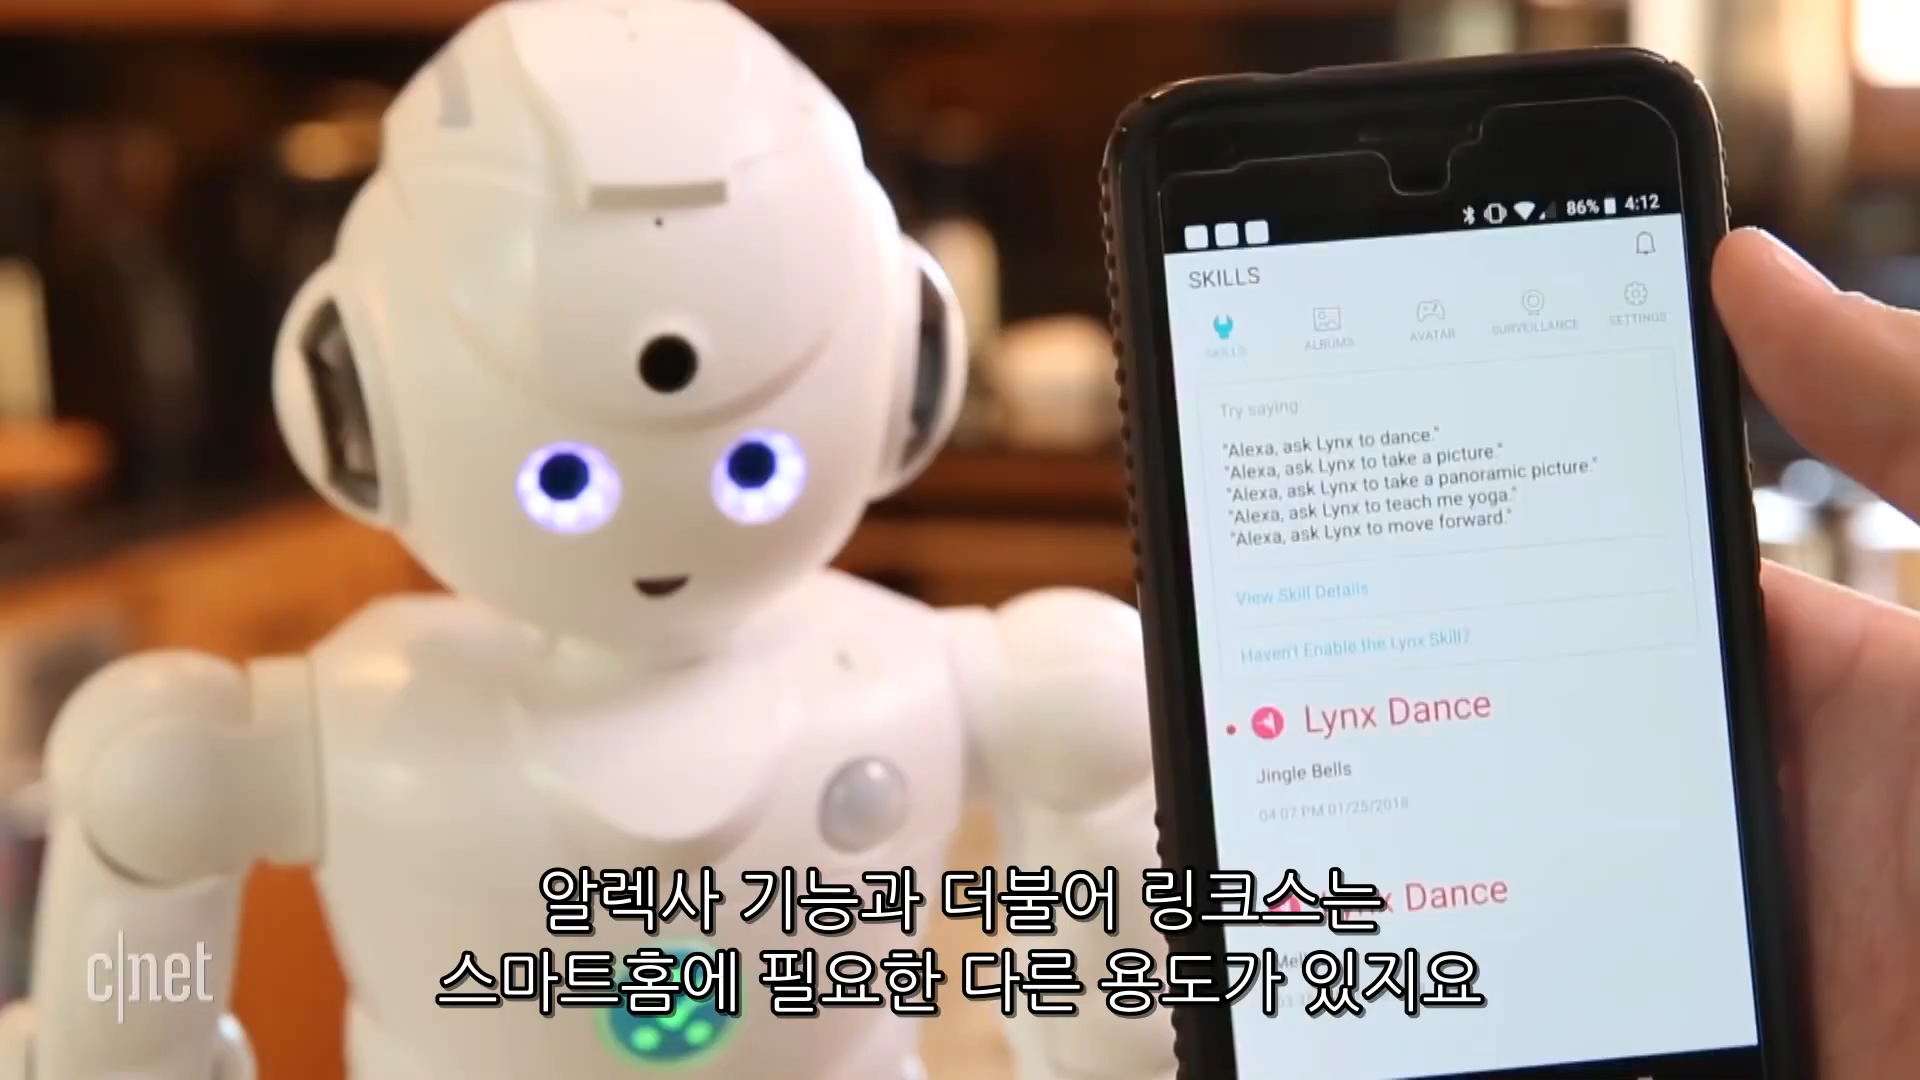 86% 4:12
SKILLS
SKILLS ALBUMS AVATAR SURVEILLANCE SETTINGS
Try saying
"Alexa, ask Lynx to dance."
"Alexa, ask Lynx to take a picture."
"Alexa, ask Lynx to take a panoramic picture."
"Alexa, ask Lynx to teach me yoga."
"Alexa, ask Lynx to move forward."
View Skill Details
Haven't Enable the Lynx Skill?
Lynx Dance
Jingle Bells
04:07 PM 01/25/2018
Dance
알렉사 기능과 더불어 링크스는
스마트홈에 필요한 다른 용도가 있지요
c|net